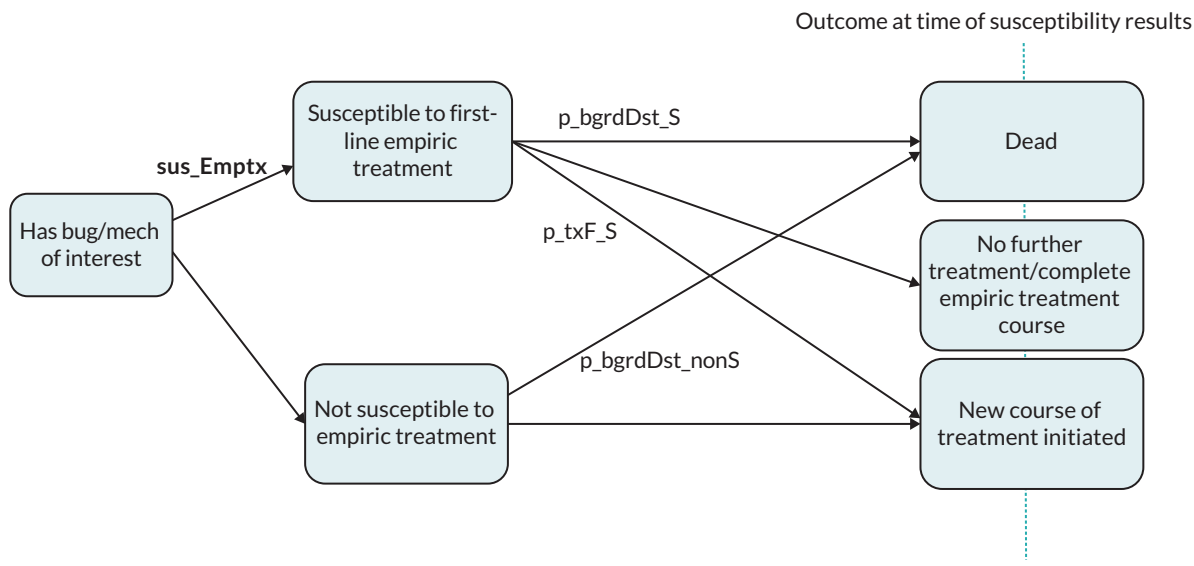 Outcome at time of susceptibility results
Susceptible to first-
line empiric
treatment
p_bgrdDst_S
Dead
sus_Emptx
Has bug/mech
of interest
p_txF_S
No further
treatment/complete
empiric treatment
course
p_bgrdDst_nonS
Not susceptible to
empiric treatment
New course of
treatment initiated